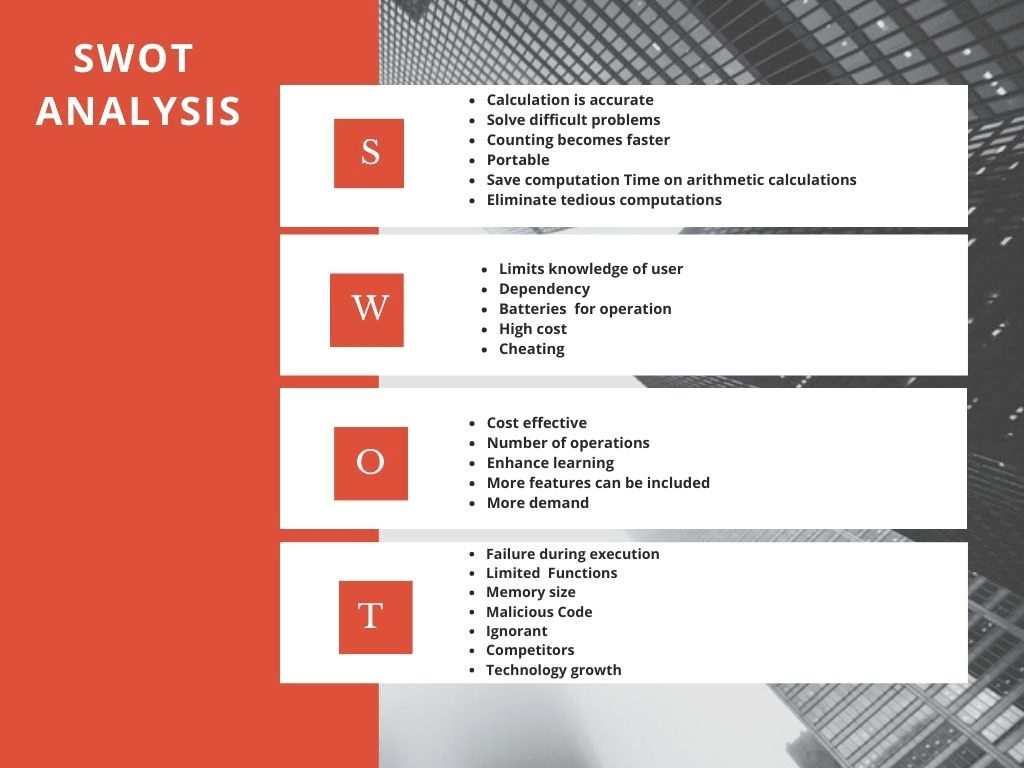 SWOT
ANALYSIS
S
• Calculation is accurate
• Solve difficult problems
• Counting becomes faster
• Portable
• Save computation Time on arithmetic calculations
• Eliminate tedious computations
W
• Limits knowledge of user
• Dependency
• Batteries  for operation
• High cost
• Cheating
O
• Cost effective
• Number of operations
• Enhance learning
• More features can be included
• More demand
T
• Failure during execution
• Limited  Functions
• Memory size
• Malicious Code
• Ignorant
• Competitors
• Technology growth